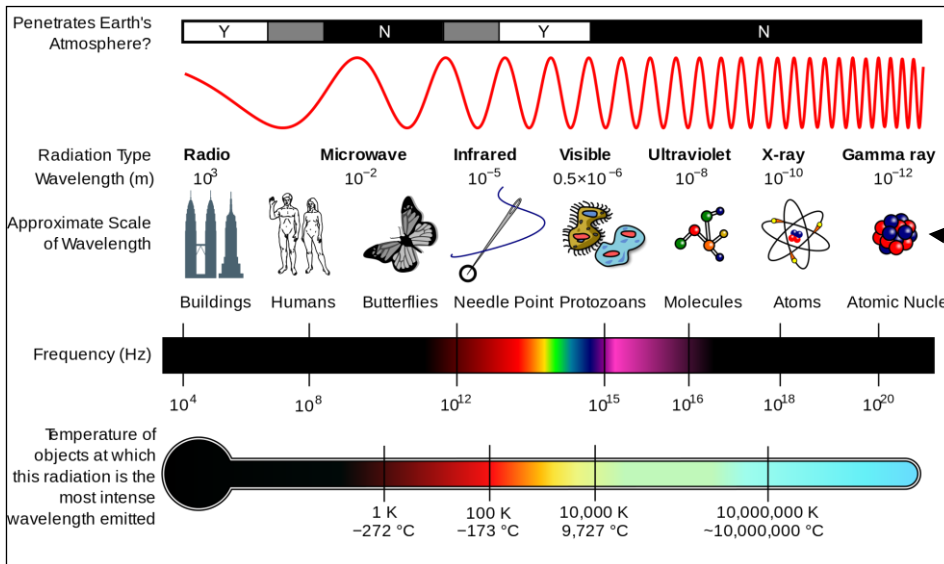 Penetrates Earth's
Atmosphere?
Y N Y N
Radiation Type
Radio Microwave Infrared Visible Ultraviolet X-ray Gamma ray
Wavelength (m)
10³ 10⁻² 10⁻⁵ 0.5×10⁻⁶ 10⁻⁸ 10⁻¹⁰ 10⁻¹²
Approximate Scale
of Wavelength
Buildings Humans Butterflies Needle Point Protozoans Molecules Atoms Atomic Nucle
Frequency (Hz)
10⁴ 10⁸ 10¹² 10¹⁵ 10¹⁶ 10¹⁸ 10²⁰
Temperature of
objects at which
this radiation is the
most intense
wavelength emitted
1 K 100 K 10,000 K 10,000,000 K
−272 °C −173 °C 9,727 °C ~10,000,000 °C